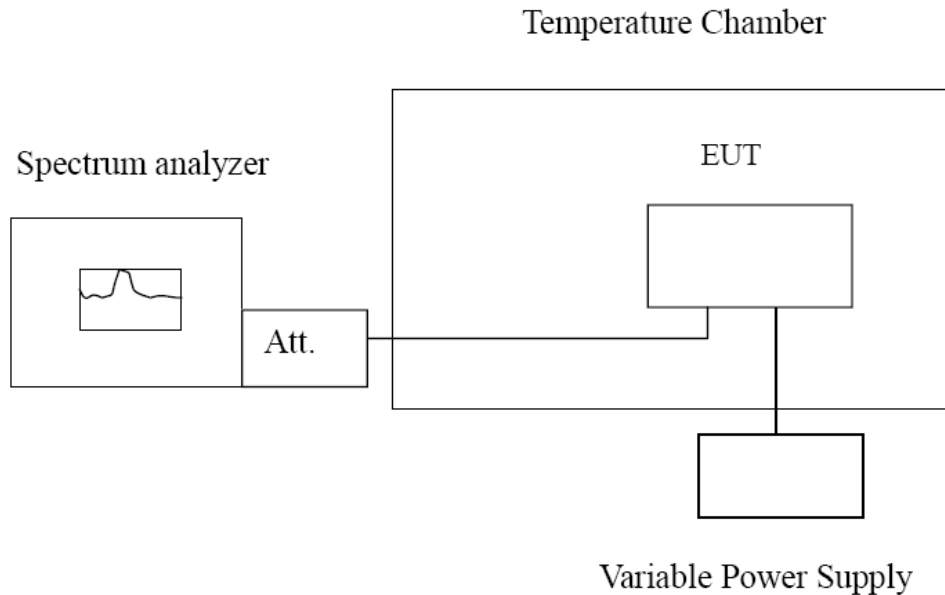 Temperature Chamber
Spectrum analyzer
EUT
Att.
Variable Power Supply